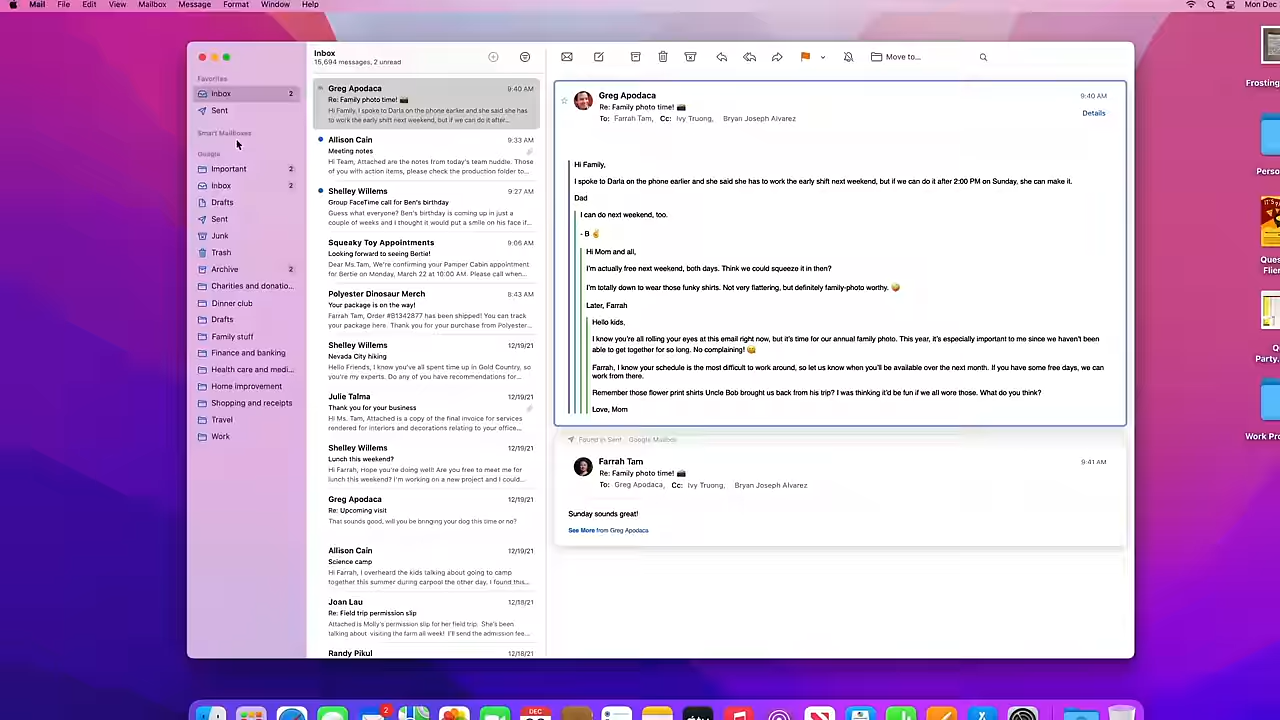 Mail File Edit View Mailbox Message Format Window Help
Mon Dec
Favorites
Inbox 2
Sent
Smart Mailboxes
Google
Important 2
Inbox 2
Drafts
Sent
Junk
Trash
Archive 2
Charities and donatio...
Dinner club
Drafts
Family stuff
Finance and banking
Health care and medi...
Home improvement
Shopping and receipts
Travel
Work
Inbox
15,694 messages, 2 unread
Greg Apodaca 9:40 AM
Re: Family photo time! 📸
Hi Family, I spoke to Darla on the phone earlier and she said she has
to work the early shift next weekend, but if we can do it after...
Allison Cain 9:33 AM
Meeting notes
Hi Team, Attached are the notes from today's team huddle. Those
of you with action items, please check the production folder to...
Shelley Willems 9:27 AM
Group FaceTime call for Ben's birthday
Guess what everyone? Ben's birthday is coming up in just a
couple of weeks and I thought it would put a smile on his face if...
Squeaky Toy Appointments 9:06 AM
Looking forward to seeing Bertie!
Dear Ms.Tam, We're confirming your Pamper Cabin appointment
for Bertie on Monday, March 22 at 10:00 AM. Please call when...
Polyester Dinosaur Merch 8:43 AM
Your package is on the way!
Farrah Tam, Order #B1342877 has been shipped! You can track
your package here. Thank you for your purchase from Polyester...
Shelley Willems 12/19/21
Nevada City hiking
Hello Friends, I know you've all spent time up in Gold Country, so
you're my experts. Do any of you have recommendations for...
Julie Talma 12/19/21
Thank you for your business
Hi Ms. Tam, Attached is a copy of the final invoice for services
rendered for interiors and decorations relating to your office...
Shelley Willems 12/19/21
Lunch this weekend?
Hi Farrah, Hope you're doing well! Are you free to meet me for
lunch this weekend? I'm working on a new project and I could...
Greg Apodaca 12/19/21
Re: Upcoming visit
That sounds good, will you be bringing your dog this time or no?
Allison Cain 12/19/21
Science camp
Hi Farrah, I overheard the kids talking about going to camp
together this summer during carpool the other day. I found this...
Joan Lau 12/18/21
Re: Field trip permission slip
Attached is Molly's permission slip for her field trip. She's been
talking about visiting the farm all week! I'll send the admission fee...
Randy Pikul 12/18/21
Move to...
Greg Apodaca 9:40 AM
Re: Family photo time! 📸
To: Farrah Tam, Cc: Ivy Truong, Bryan Joseph Alvarez
Details
Hi Family,
I spoke to Darla on the phone earlier and she said she has to work the early shift next weekend, but if we can do it after 2:00 PM on Sunday, she can make it.
Dad
I can do next weekend, too.
- B ✌️
Hi Mom and all,
I'm actually free next weekend, both days. Think we could squeeze it in then?
I'm totally down to wear those funky shirts. Not very flattering, but definitely family-photo worthy. 🤪
Later, Farrah
Hello kids,
I know you're all rolling your eyes at this email right now, but it's time for our annual family photo. This year, it's especially important to me since we haven't been
able to get together for so long. No complaining! 😄
Farrah, I know your schedule is the most difficult to work around, so let us know when you'll be available over the next month. If you have some free days, we can
work from there.
Remember those flower print shirts Uncle Bob brought us back from his trip? I was thinking it'd be fun if we all wore those. What do you think?
Love, Mom
Found in Sent Google Mailbox
Farrah Tam 9:41 AM
Re: Family photo time! 📸
To: Greg Apodaca, Cc: Ivy Truong, Bryan Joseph Alvarez
Sunday sounds great!
See More from Greg Apodaca
Frosting
Perso
Ques
F
Q
Party.
Work Pro
2
DEC